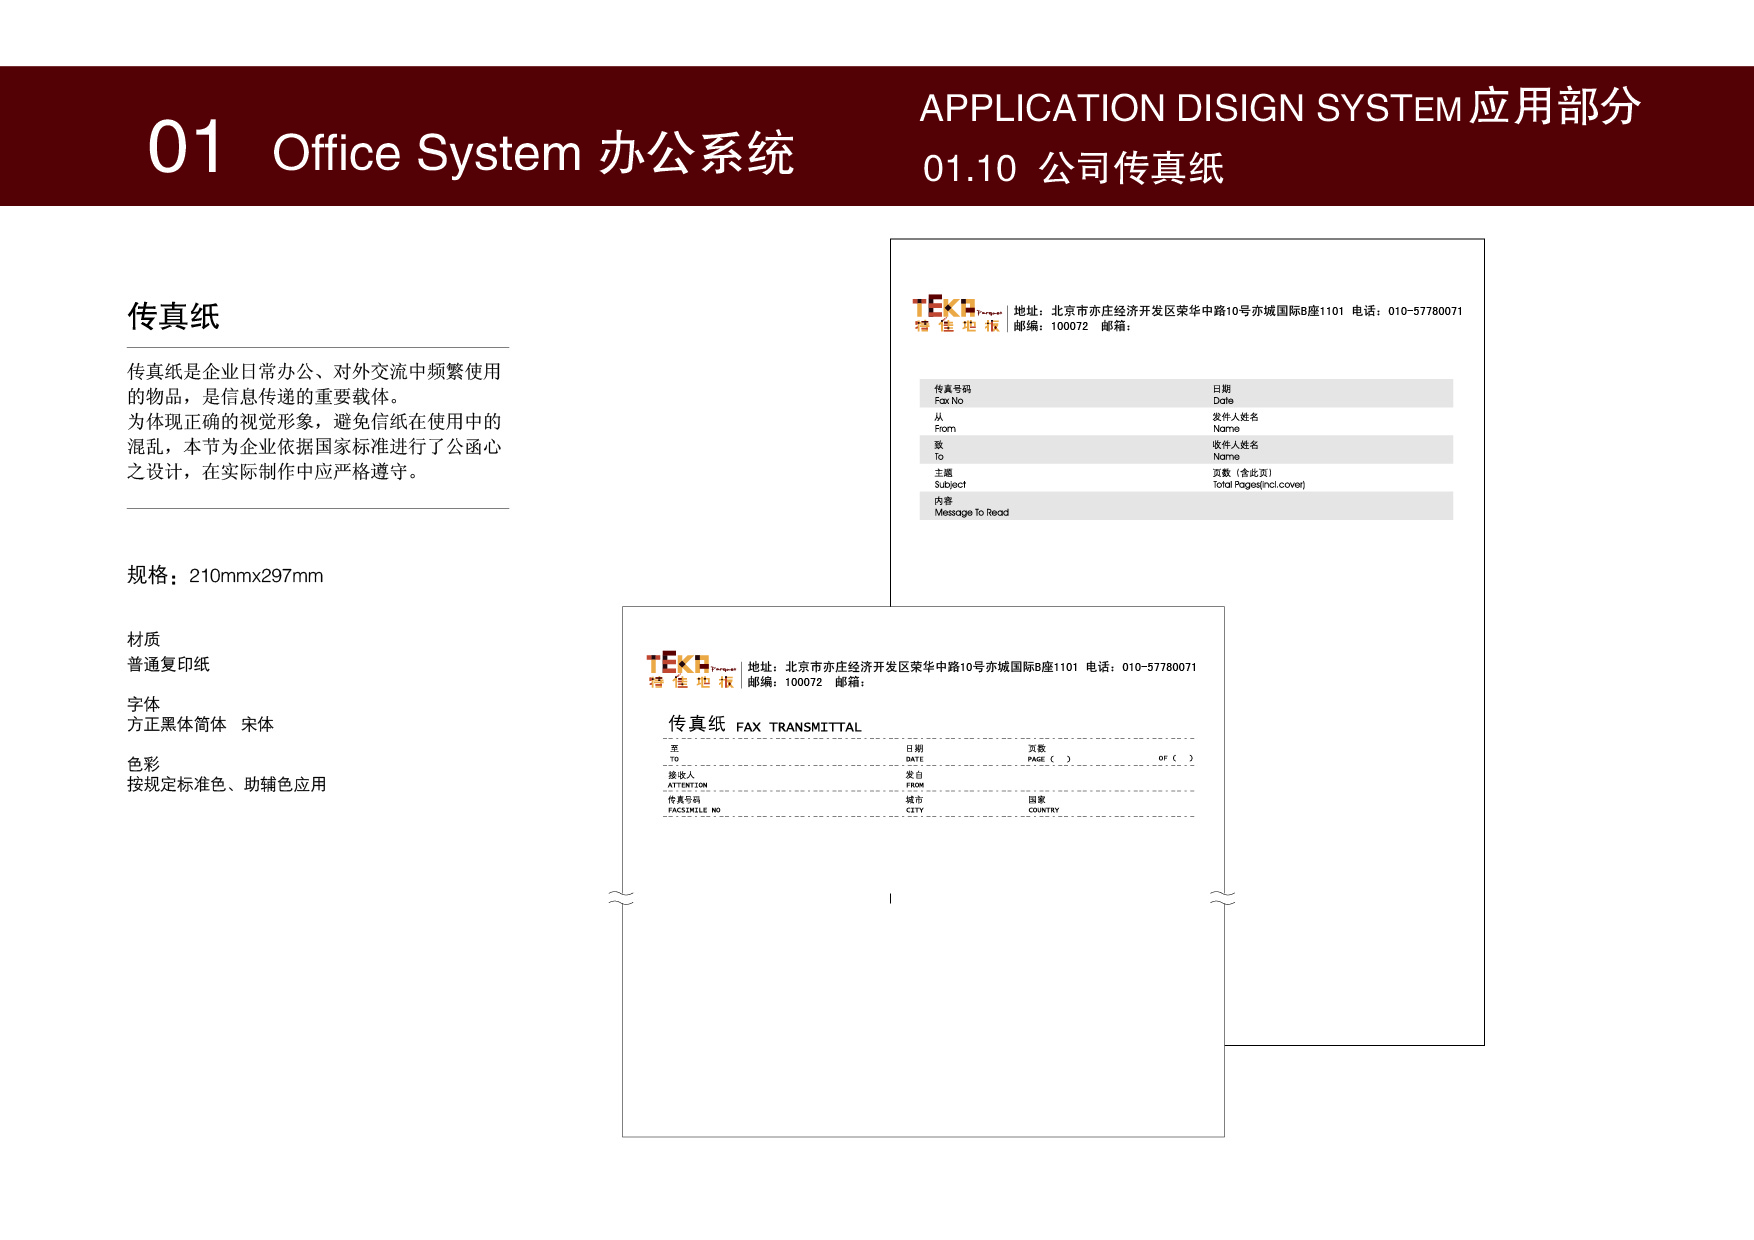 01 Office System 办公系统
APPLICATION DISIGN SYSTEM 应用部分
01.10 公司传真纸
传真纸
传真纸是企业日常办公、对外交流中频繁使用
的物品，是信息传递的重要载体。
为体现正确的视觉形象，避免信纸在使用中的
混乱，本节为企业依据国家标准进行了公函心
之设计，在实际制作中应严格遵守。
规格：210mmx297mm
材质
普通复印纸
字体
方正黑体简体 宋体
色彩
按规定标准色、助辅色应用
TEKA Parquet
特佳地板
地址：北京市亦庄经济开发区荣华中路10号亦城国际B座1101 电话：010-57780071
邮编：100072 邮箱：
传真号码 日期
Fax No Date
从 发件人姓名
From Name
致 收件人姓名
To Name
主题 页数（含此页）
Subject Total Pages(incl.cover)
内容
Message To Read
TEKA Parquet
特佳地板
地址：北京市亦庄经济开发区荣华中路10号亦城国际B座1101 电话：010-57780071
邮编：100072 邮箱：
传真纸 FAX TRANSMITTAL
至 日期 页数
TO DATE PAGE ( ) OF ( )
接收人 发自
ATTENTION FROM
传真号码 城市 国家
FACSIMILE NO CITY COUNTRY